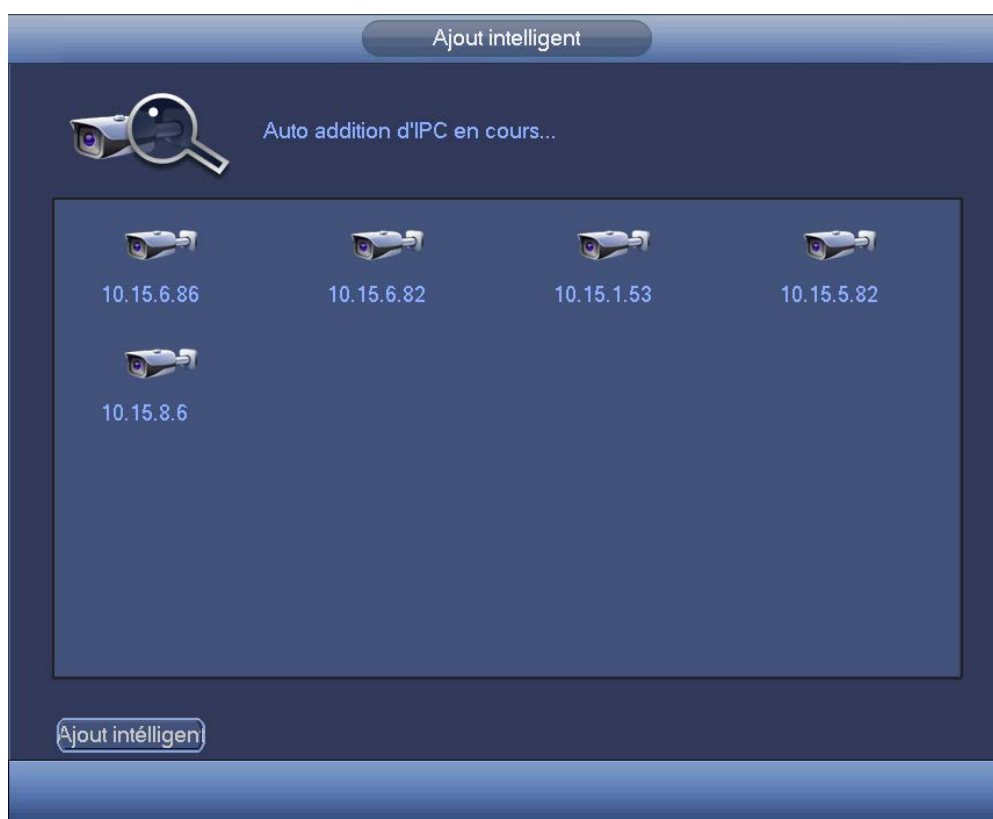 Ajout intelligent
Auto addition d'IPC en cours...
10.15.6.86 10.15.6.82 10.15.1.53 10.15.5.82
10.15.8.6
Ajout intélligent